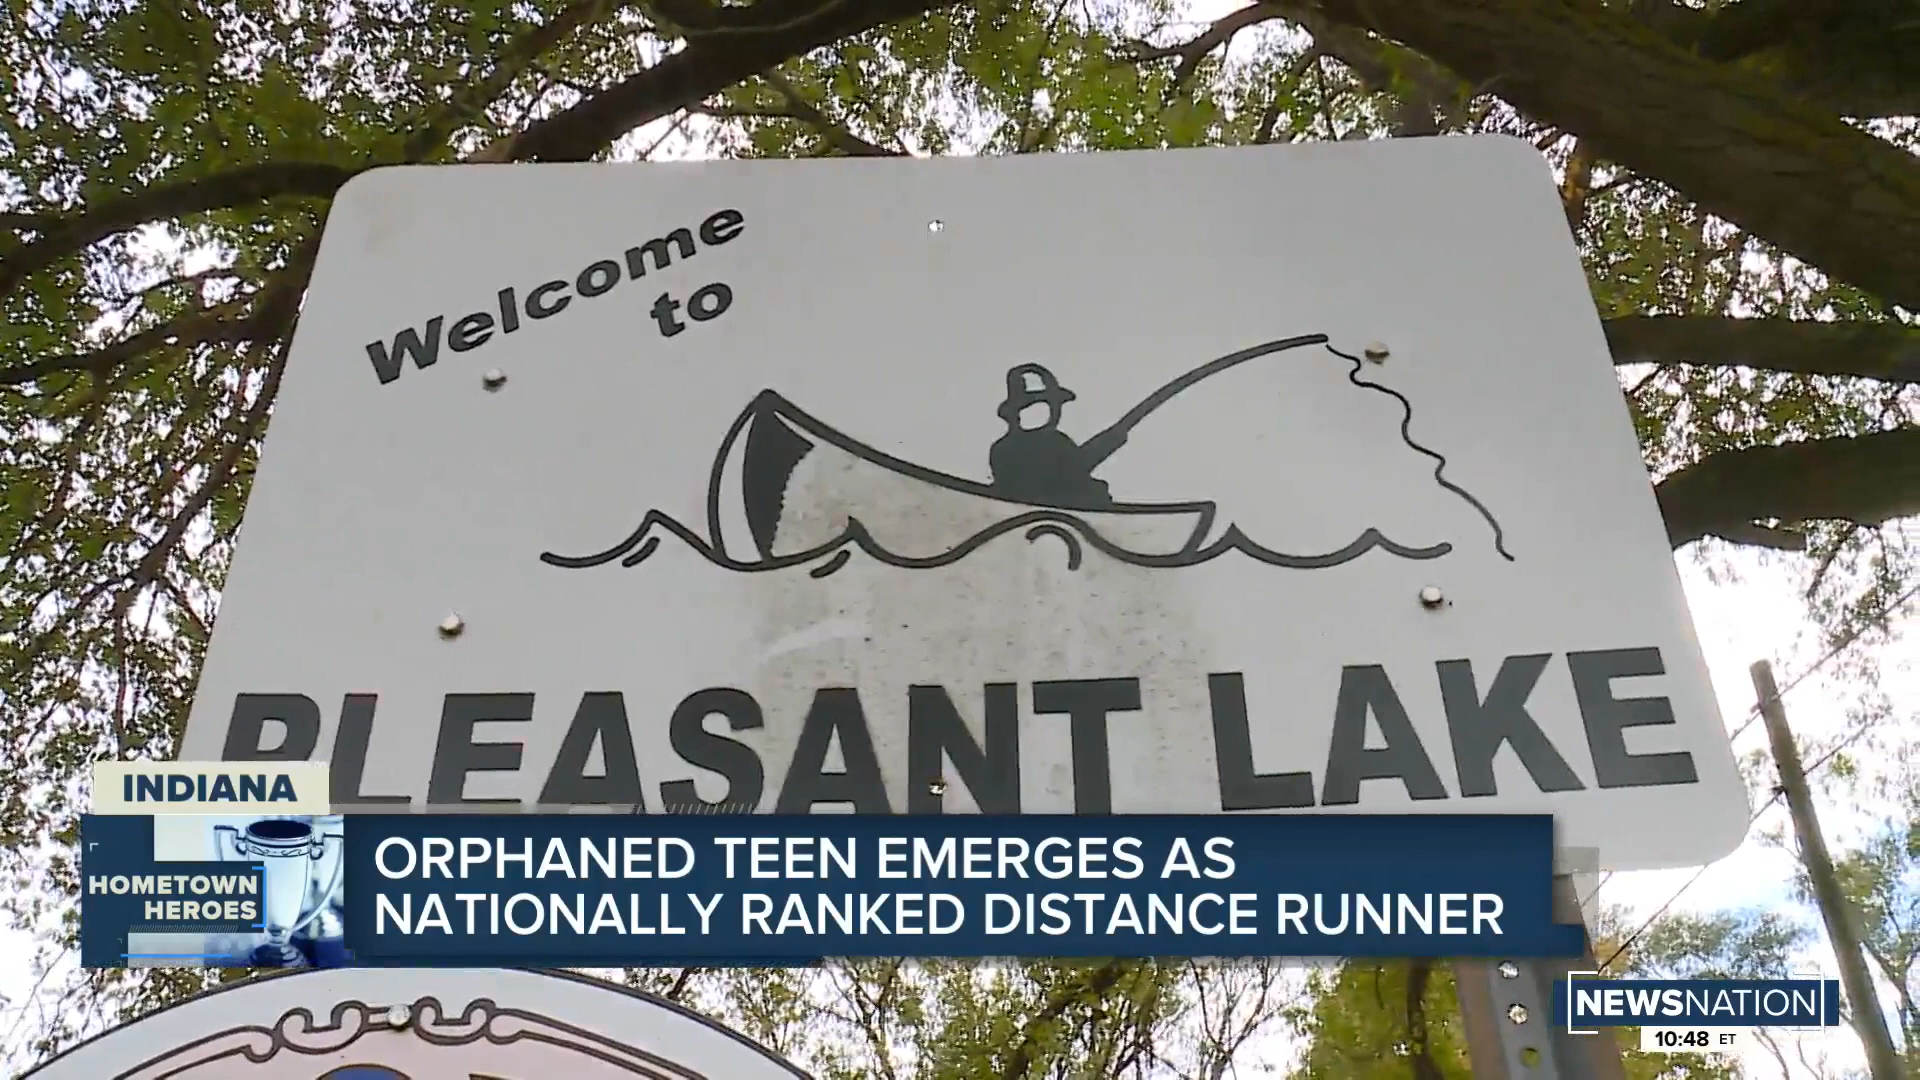 Welcome
to
PLEASANT LAKE
INDIANA
HOMETOWN
HEROES
ORPHANED TEEN EMERGES AS
NATIONALLY RANKED DISTANCE RUNNER
NEWSNATION
10:48 ET